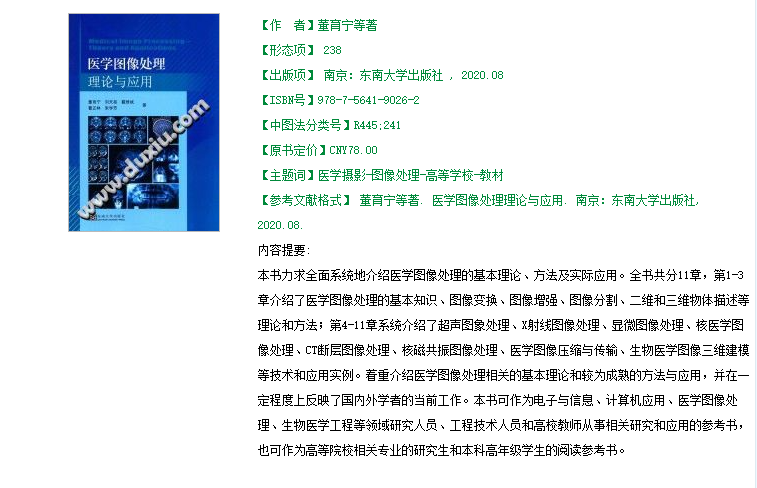 Medical Image Processing-
Theory and Applications
医学图像处理
理论与应用
著
www.duxiu.com
东南大学出版社
【作　者】董育宁等著
【形态项】 238
【出版项】 南京：东南大学出版社 , 2020.08
【ISBN号】978-7-5641-9026-2
【中图法分类号】R445;241
【原书定价】CNY78.00
【主题词】医学摄影-图像处理-高等学校-教材
【参考文献格式】 董育宁等著. 医学图像处理理论与应用. 南京：东南大学出版社,
2020.08.
内容提要:
本书力求全面系统地介绍医学图像处理的基本理论、方法及实际应用。全书共分11章，第1-3
章介绍了医学图像处理的基本知识、图像变换、图像增强、图像分割、二维和三维物体描述等
理论和方法；第4-11章系统介绍了超声图象处理、X射线图像处理、显微图像处理、核医学图
像处理、CT断层图像处理、核磁共振图像处理、医学图像压缩与传输、生物医学图像三维建模
等技术和应用实例。着重介绍医学图像处理相关的基本理论和较为成熟的方法与应用，并在一
定程度上反映了国内外学者的当前工作。本书可作为电子与信息、计算机应用、医学图像处
理、生物医学工程等领域研究人员、工程技术人员和高校教师从事相关研究和应用的参考书，
也可作为高等院校相关专业的研究生和本科高年级学生的阅读参考书。